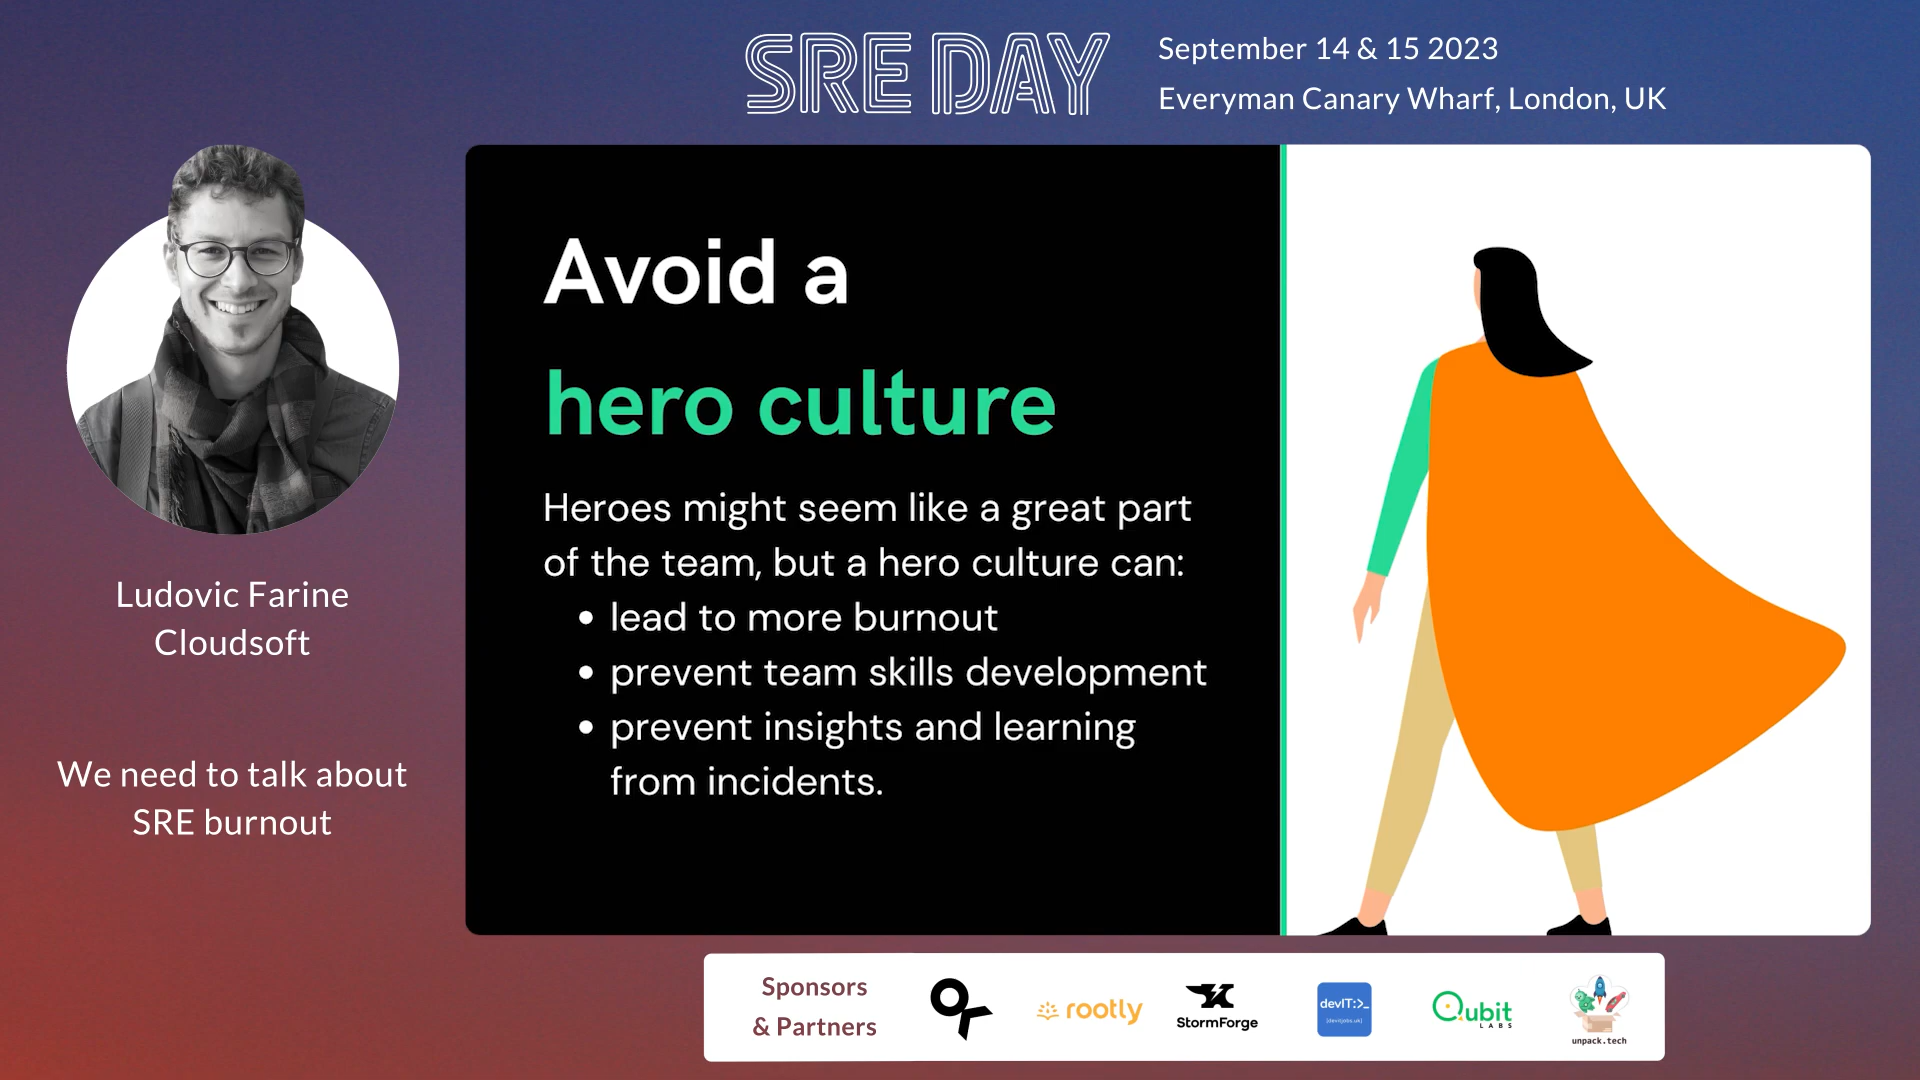 SRE DAY
September 14 & 15 2023
Everyman Canary Wharf, London, UK
Ludovic Farine
Cloudsoft
We need to talk about
SRE burnout
Avoid a
hero culture
Heroes might seem like a great part
of the team, but a hero culture can:
• lead to more burnout
• prevent team skills development
• prevent insights and learning
from incidents.
Sponsors
& Partners
rootly
StormForge
devIT:>_
[devitjobs.uk]
Qubit
LABS
unpack.tech